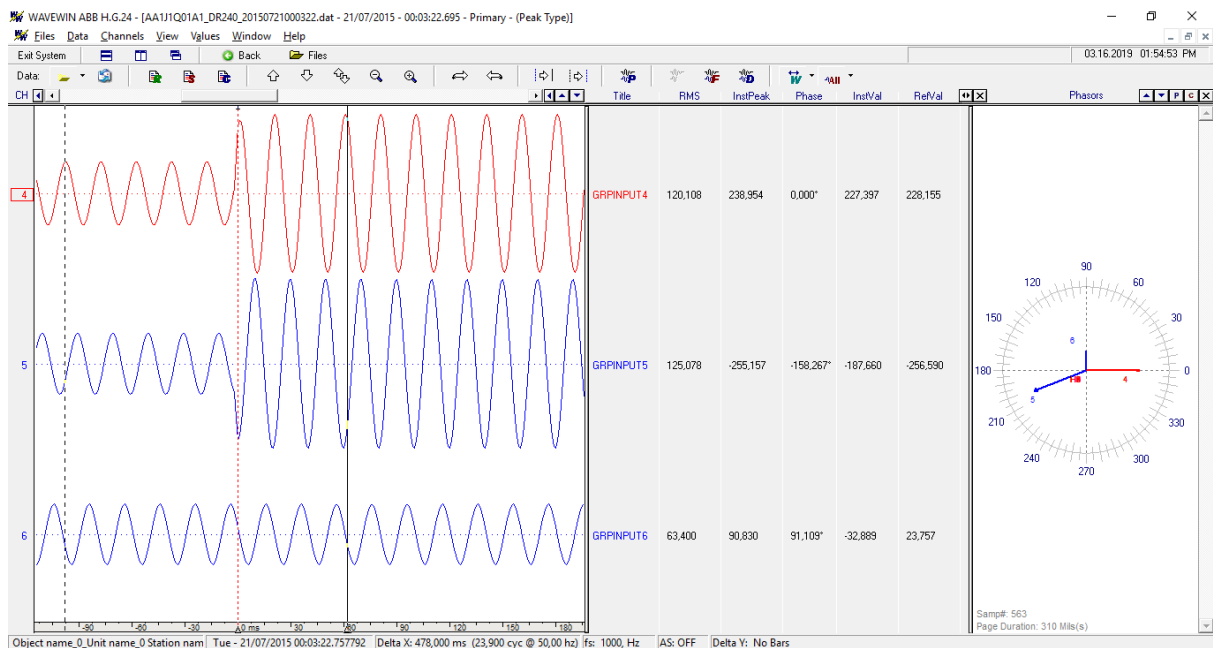 WAVEWIN ABB H.G.24 - [AA1J1Q01A1_DR240_20150721000322.dat - 21/07/2015 - 00:03:22.695 - Primary - (Peak Type)]
Files Data Channels View Values Window Help
Exit System Back Files 03.16.2019 01:54:53 PM
Data:
CH Title RMS InstPeak Phase InstVal RefVal Phasors
4 GRPINPUT4 120,108 238,954 0,000° 227,397 228,155
5 GRPINPUT5 125,078 -255,157 -158,267° -187,660 -256,590
6 GRPINPUT6 63,400 90,830 91,109° -32,889 23,757
90
120 60
150 30
6
180 4 0
5
210 330
240 300
270
-90 -60 -30 0 ms 30 60 90 120 150 180
Samp#: 563
Page Duration: 310 Mils(s)
Object name_0_Unit name_0 Station nam Tue - 21/07/2015 00:03:22.757792 Delta X: 478,000 ms (23,900 cyc @ 50,00 hz) fs: 1000, Hz AS: OFF Delta Y: No Bars